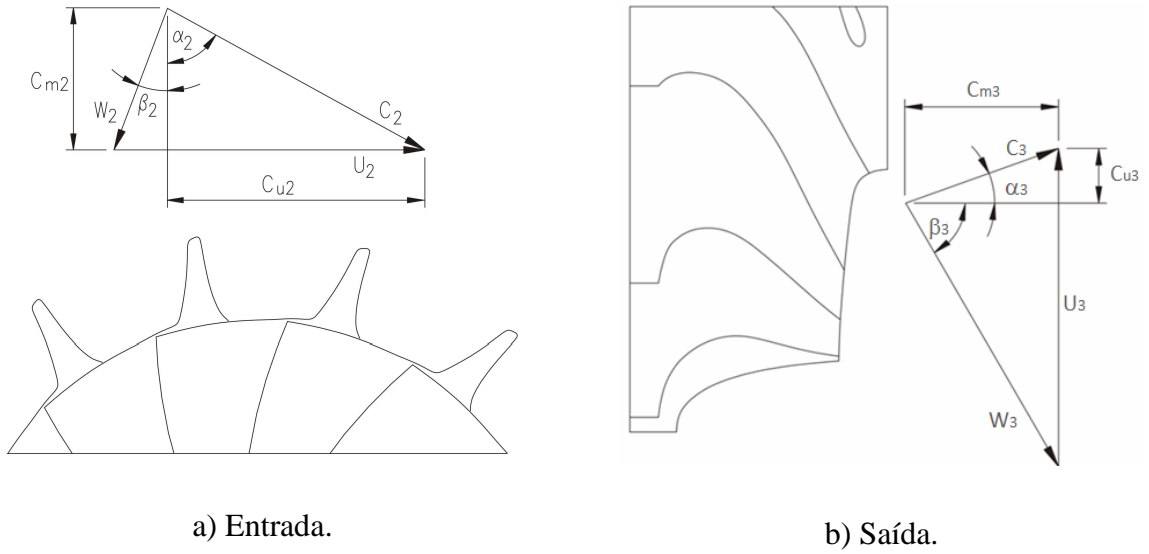 α2
Cm2
W2
β2
C2
U2
Cu2
Cm3
C3
α3
Cu3
β3
U3
W3
a) Entrada.
b) Saída.